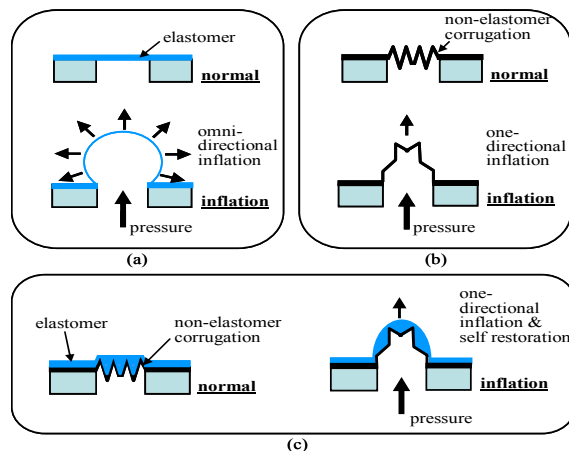 elastomer
normal
omni-
directional
inflation
inflation
pressure
(a)
non-elastomer
corrugation
normal
one-
directional
inflation
inflation
pressure
(b)
elastomer
non-elastomer
corrugation
normal
one-
directional
inflation &
self restoration
inflation
pressure
(c)